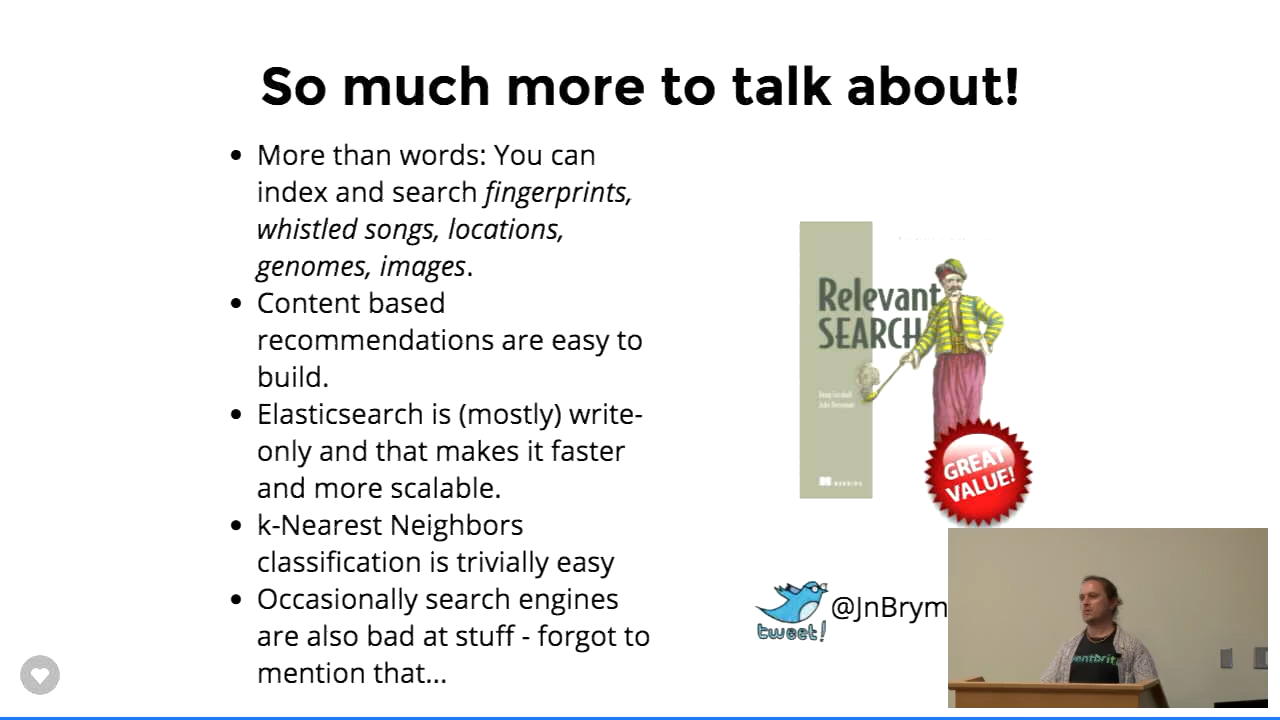 So much more to talk about!
More than words: You can
index and search fingerprints,
whistled songs, locations,
genomes, images.
Content based
recommendations are easy to
build.
Elasticsearch is (mostly) write-
only and that makes it faster
and more scalable.
k-Nearest Neighbors
classification is trivially easy
Occasionally search engines
are also bad at stuff - forgot to
mention that...
Relevant
SEARCH
MANNING
GREAT
VALUE!
tweet!
@JnBrym